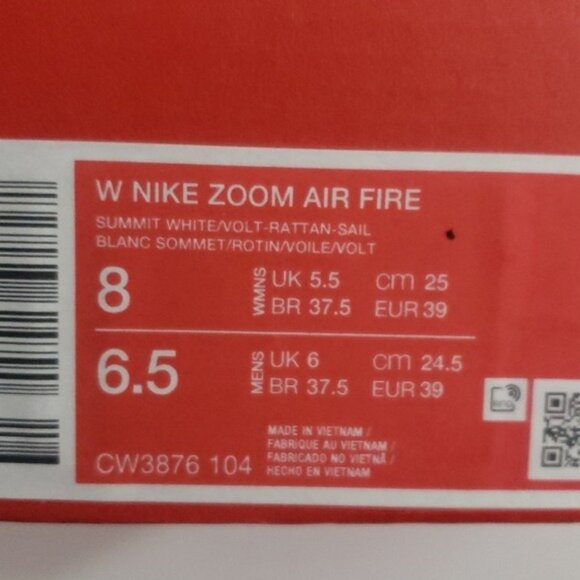 W NIKE ZOOM AIR FIRE
SUMMIT WHITE/VOLT-RATTAN-SAIL
BLANC SOMMET/ROTIN/VOILE/VOLT
8 WMNS UK 5.5 cm 25
BR 37.5 EUR 39
6.5 MENS UK 6 cm 24.5
BR 37.5 EUR 39
MADE IN VIETNAM /
FABRIQUE AU VIETNAM /
FABRICADO NO VIETNÃ /
HECHO EN VIETNAM
CW3876 104